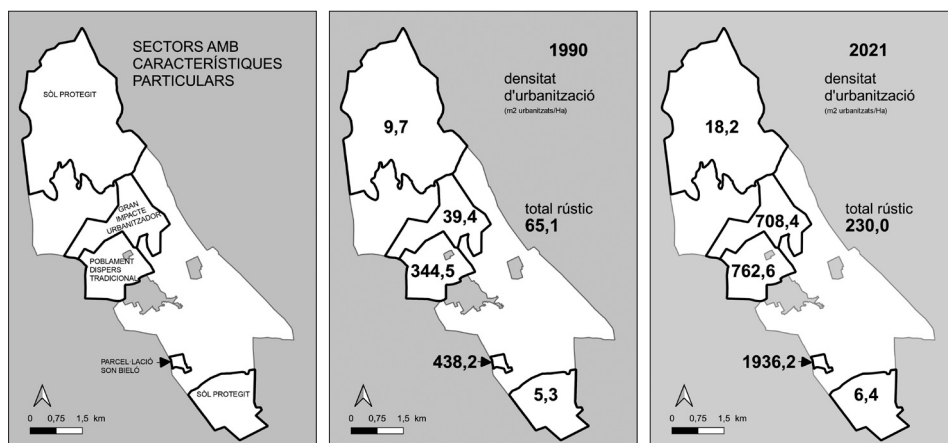 SECTORS AMB
CARACTERÍSTIQUES
PARTICULARS
SÒL PROTEGIT
GRAN
IMPACTE
URBANITZADOR
POBLAMENT
DISPERS
TRADICIONAL
PARCEL·LACIÓ
SON BIELÓ
SÒL PROTEGIT
0 0,75 1,5 km
1990
densitat
d'urbanització
(m2 urbanitzats/Ha)
9,7
39,4
total rústic
65,1
344,5
438,2
5,3
0 0,75 1,5 km
2021
densitat
d'urbanització
(m2 urbanitzats/Ha)
18,2
708,4
total rústic
230,0
762,6
1936,2
6,4
0 0,75 1,5 km